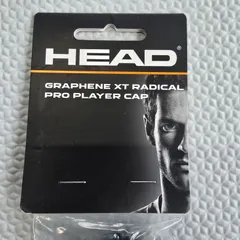 HEAD
GRAPHENE XT RADICAL
PRO PLAYER CAP